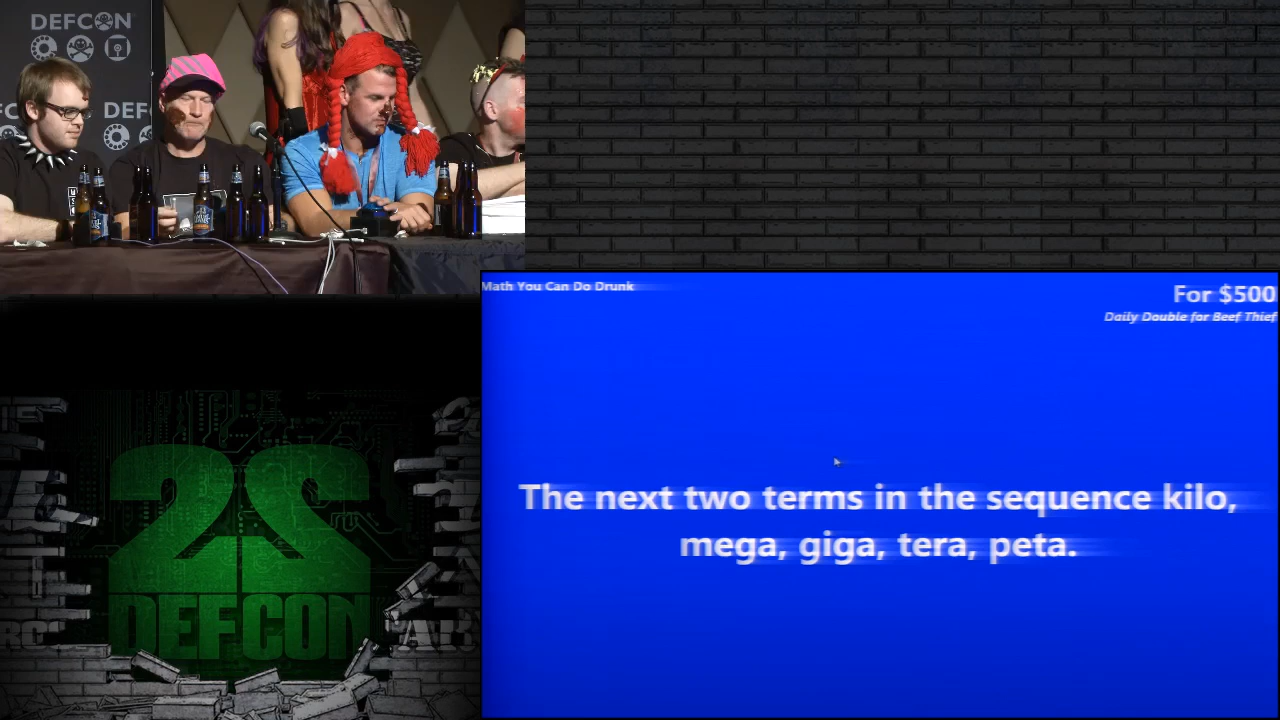 DEFCON
DEFC
Math You Can Do Drunk
For $500
Daily Double for Beef Thief
The next two terms in the sequence kilo,
mega, giga, tera, peta.
22
DEFCON